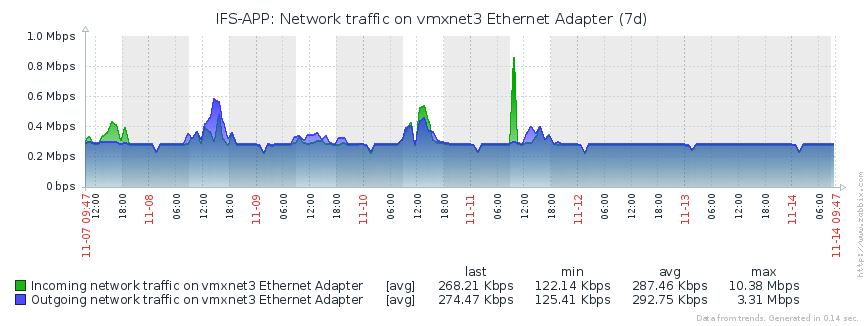 IFS-APP: Network traffic on vmxnet3 Ethernet Adapter (7d)
1.0 Mbps
0.8 Mbps
0.6 Mbps
0.4 Mbps
0.2 Mbps
0 bps
11-07 09:47 12:00 18:00 11-08 06:00 12:00 18:00 11-09 06:00 12:00 18:00 11-10 06:00 12:00 18:00 11-11 06:00 12:00 18:00 11-12 06:00 12:00 18:00 11-13 06:00 12:00 18:00 11-14 06:00 11-14 09:47
last min avg max
Incoming network traffic on vmxnet3 Ethernet Adapter [avg] 268.21 Kbps 122.14 Kbps 287.46 Kbps 10.38 Mbps
Outgoing network traffic on vmxnet3 Ethernet Adapter [avg] 274.47 Kbps 125.41 Kbps 292.75 Kbps 3.31 Mbps
http://www.zabbix.com
Data from trends. Generated in 0.14 sec.